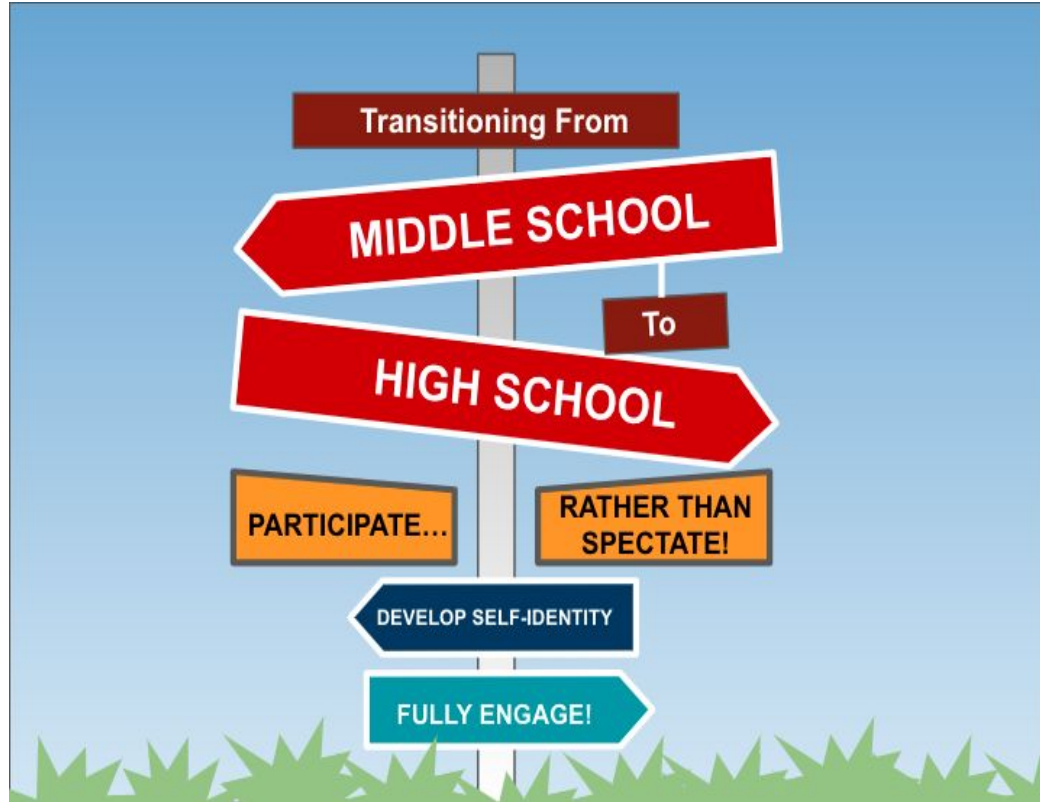 Transitioning From
MIDDLE SCHOOL
To
HIGH SCHOOL
PARTICIPATE…
RATHER THAN
SPECTATE!
DEVELOP SELF-IDENTITY
FULLY ENGAGE!